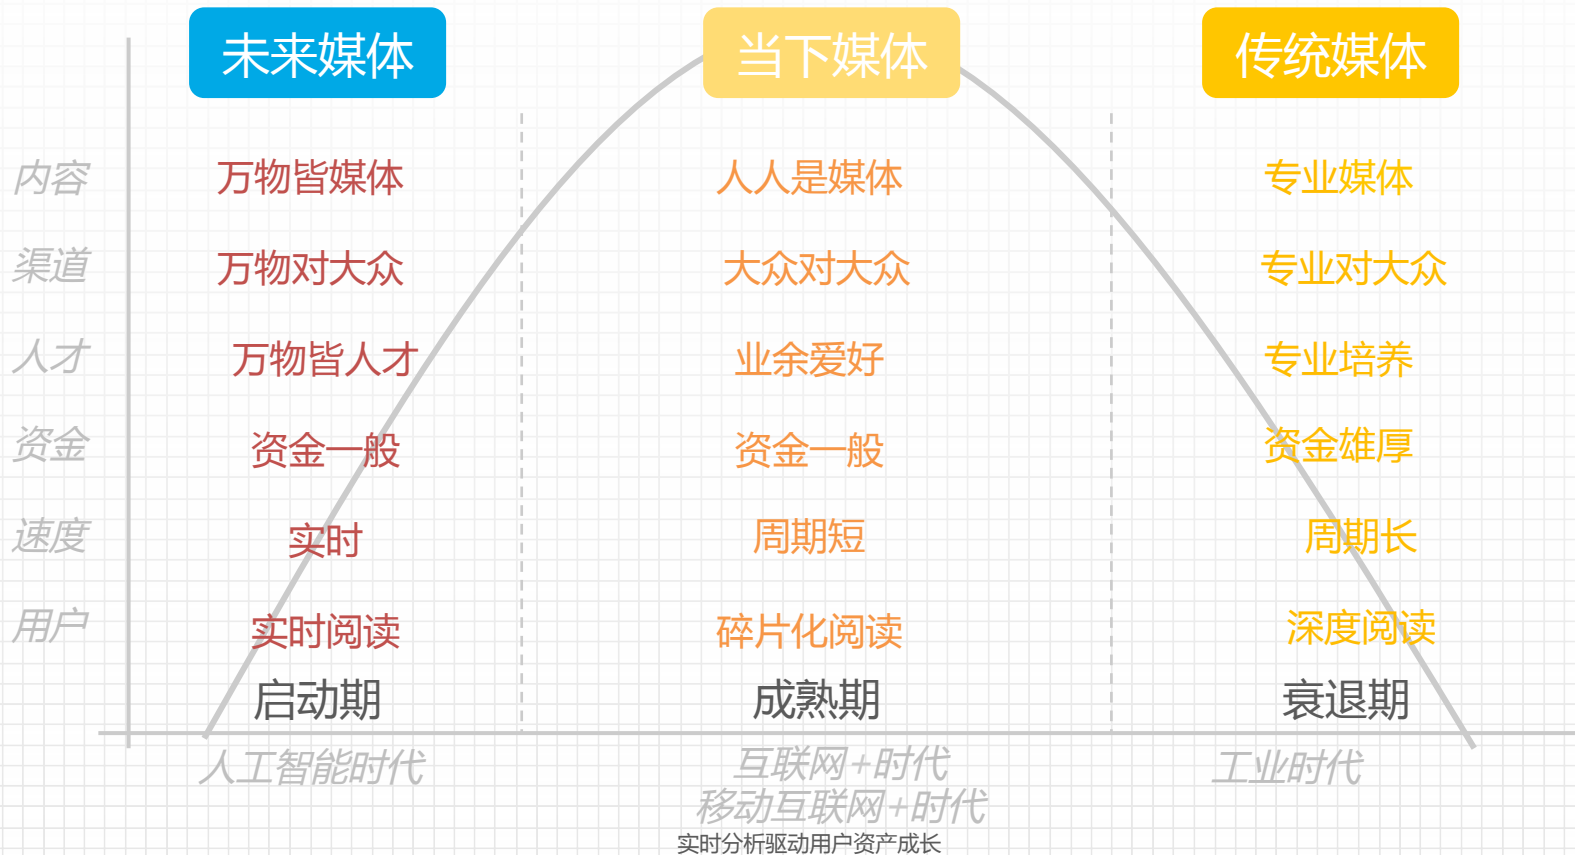 未来媒体 当下媒体 传统媒体
内容 万物皆媒体 人人是媒体 专业媒体
渠道 万物对大众 大众对大众 专业对大众
人才 万物皆人才 业余爱好 专业培养
资金 资金一般 资金一般 资金雄厚
速度 实时 周期短 周期长
用户 实时阅读 碎片化阅读 深度阅读
启动期 成熟期 衰退期
人工智能时代 互联网+时代 工业时代
移动互联网+时代
实时分析驱动用户资产成长